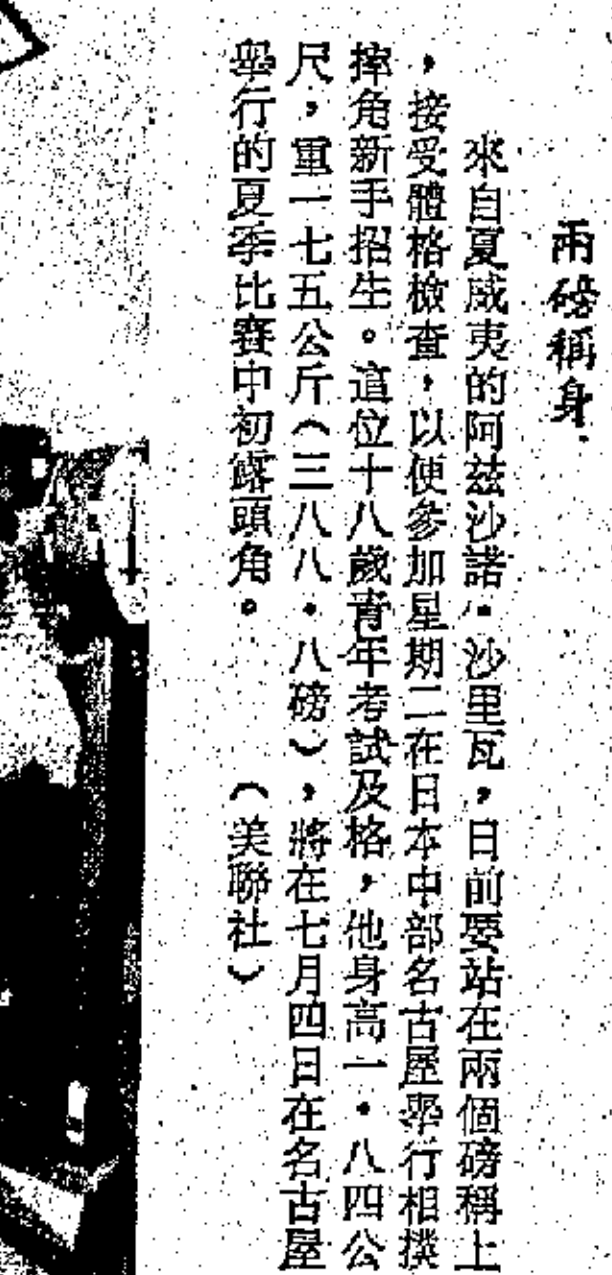 兩磅稱身
來自夏威夷的阿茲沙諾·沙里瓦，日前要站在兩個磅稱上
，接受體格檢查，以便參加星期二在日本中部名古屋舉行相撲
摔角新手招生。這位十八歲青年考試及格，他身高一·八四公
尺，重一七五公斤（三八八·八磅），將在七月四日在名古屋
舉行的夏季比賽中初露頭角。（美聯社）